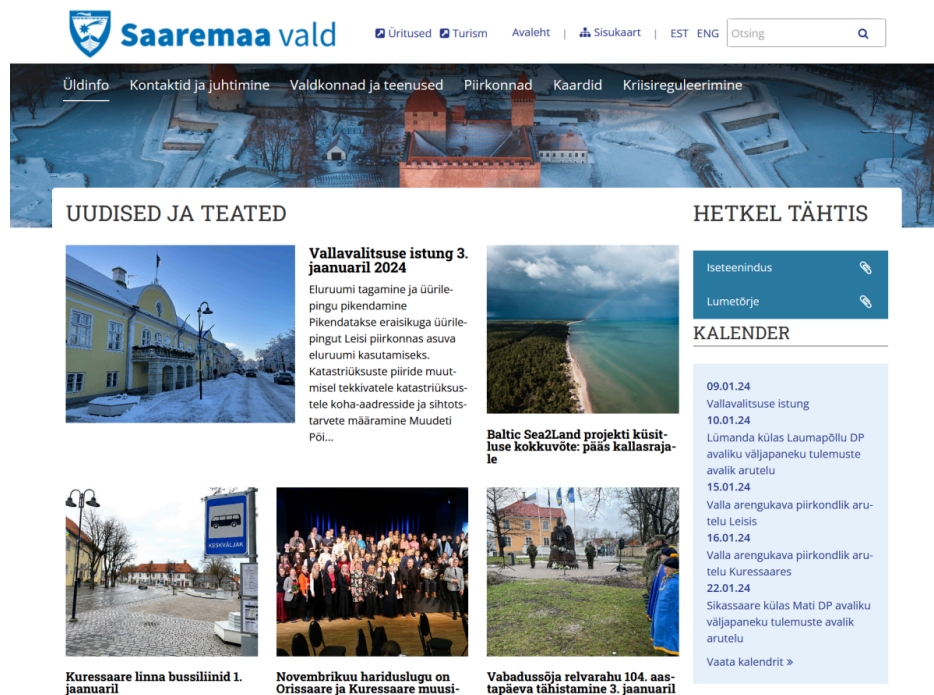 Saaremaa vald
Üritused Turism Avaleht | Sisukaart | EST ENG Otsing
Üldinfo Kontaktid ja juhtimine Valdkonnad ja teenused Piirkonnad Kaardid Kriisireguleerimine
UUDISED JA TEATED
Vallavalitsuse istung 3.
jaanuaril 2024
Eluruumi tagamine ja üürile-
pingu pikendamine
Pikendatakse eraisikuga üürile-
pingut Leisi piirkonnas asuva
eluruumi kasutamiseks.
Katastriüksuste piiride muut-
misel tekkivatele katastriüksus-
tele koha-aadresside ja sihtots-
tarvete määramine Muudeti
Pöi...
Baltic Sea2Land projekti küsit-
luse kokkuvõte: pääs kallasraja-
le
KESKVÄLJAK
Kuressaare linna bussiliinid 1.
jaanuaril
Novembrikuu hariduslugu on
Orissaare ja Kuressaare muusi-
Vabadussõja relvarahu 104. aas-
tapäeva tähistamine 3. jaanuaril
HETKEL TÄHTIS
Iseteenindus
Lumetõrje
KALENDER
09.01.24
Vallavalitsuse istung
10.01.24
Lümanda külas Laumapõllu DP
avaliku väljapaneku tulemuste
avalik arutelu
15.01.24
Valla arengukava piirkondlik aru-
telu Leisis
16.01.24
Valla arengukava piirkondlik aru-
telu Kuressaares
22.01.24
Sikassaare külas Mati DP avaliku
väljapaneku tulemuste avalik
arutelu
Vaata kalendrit »